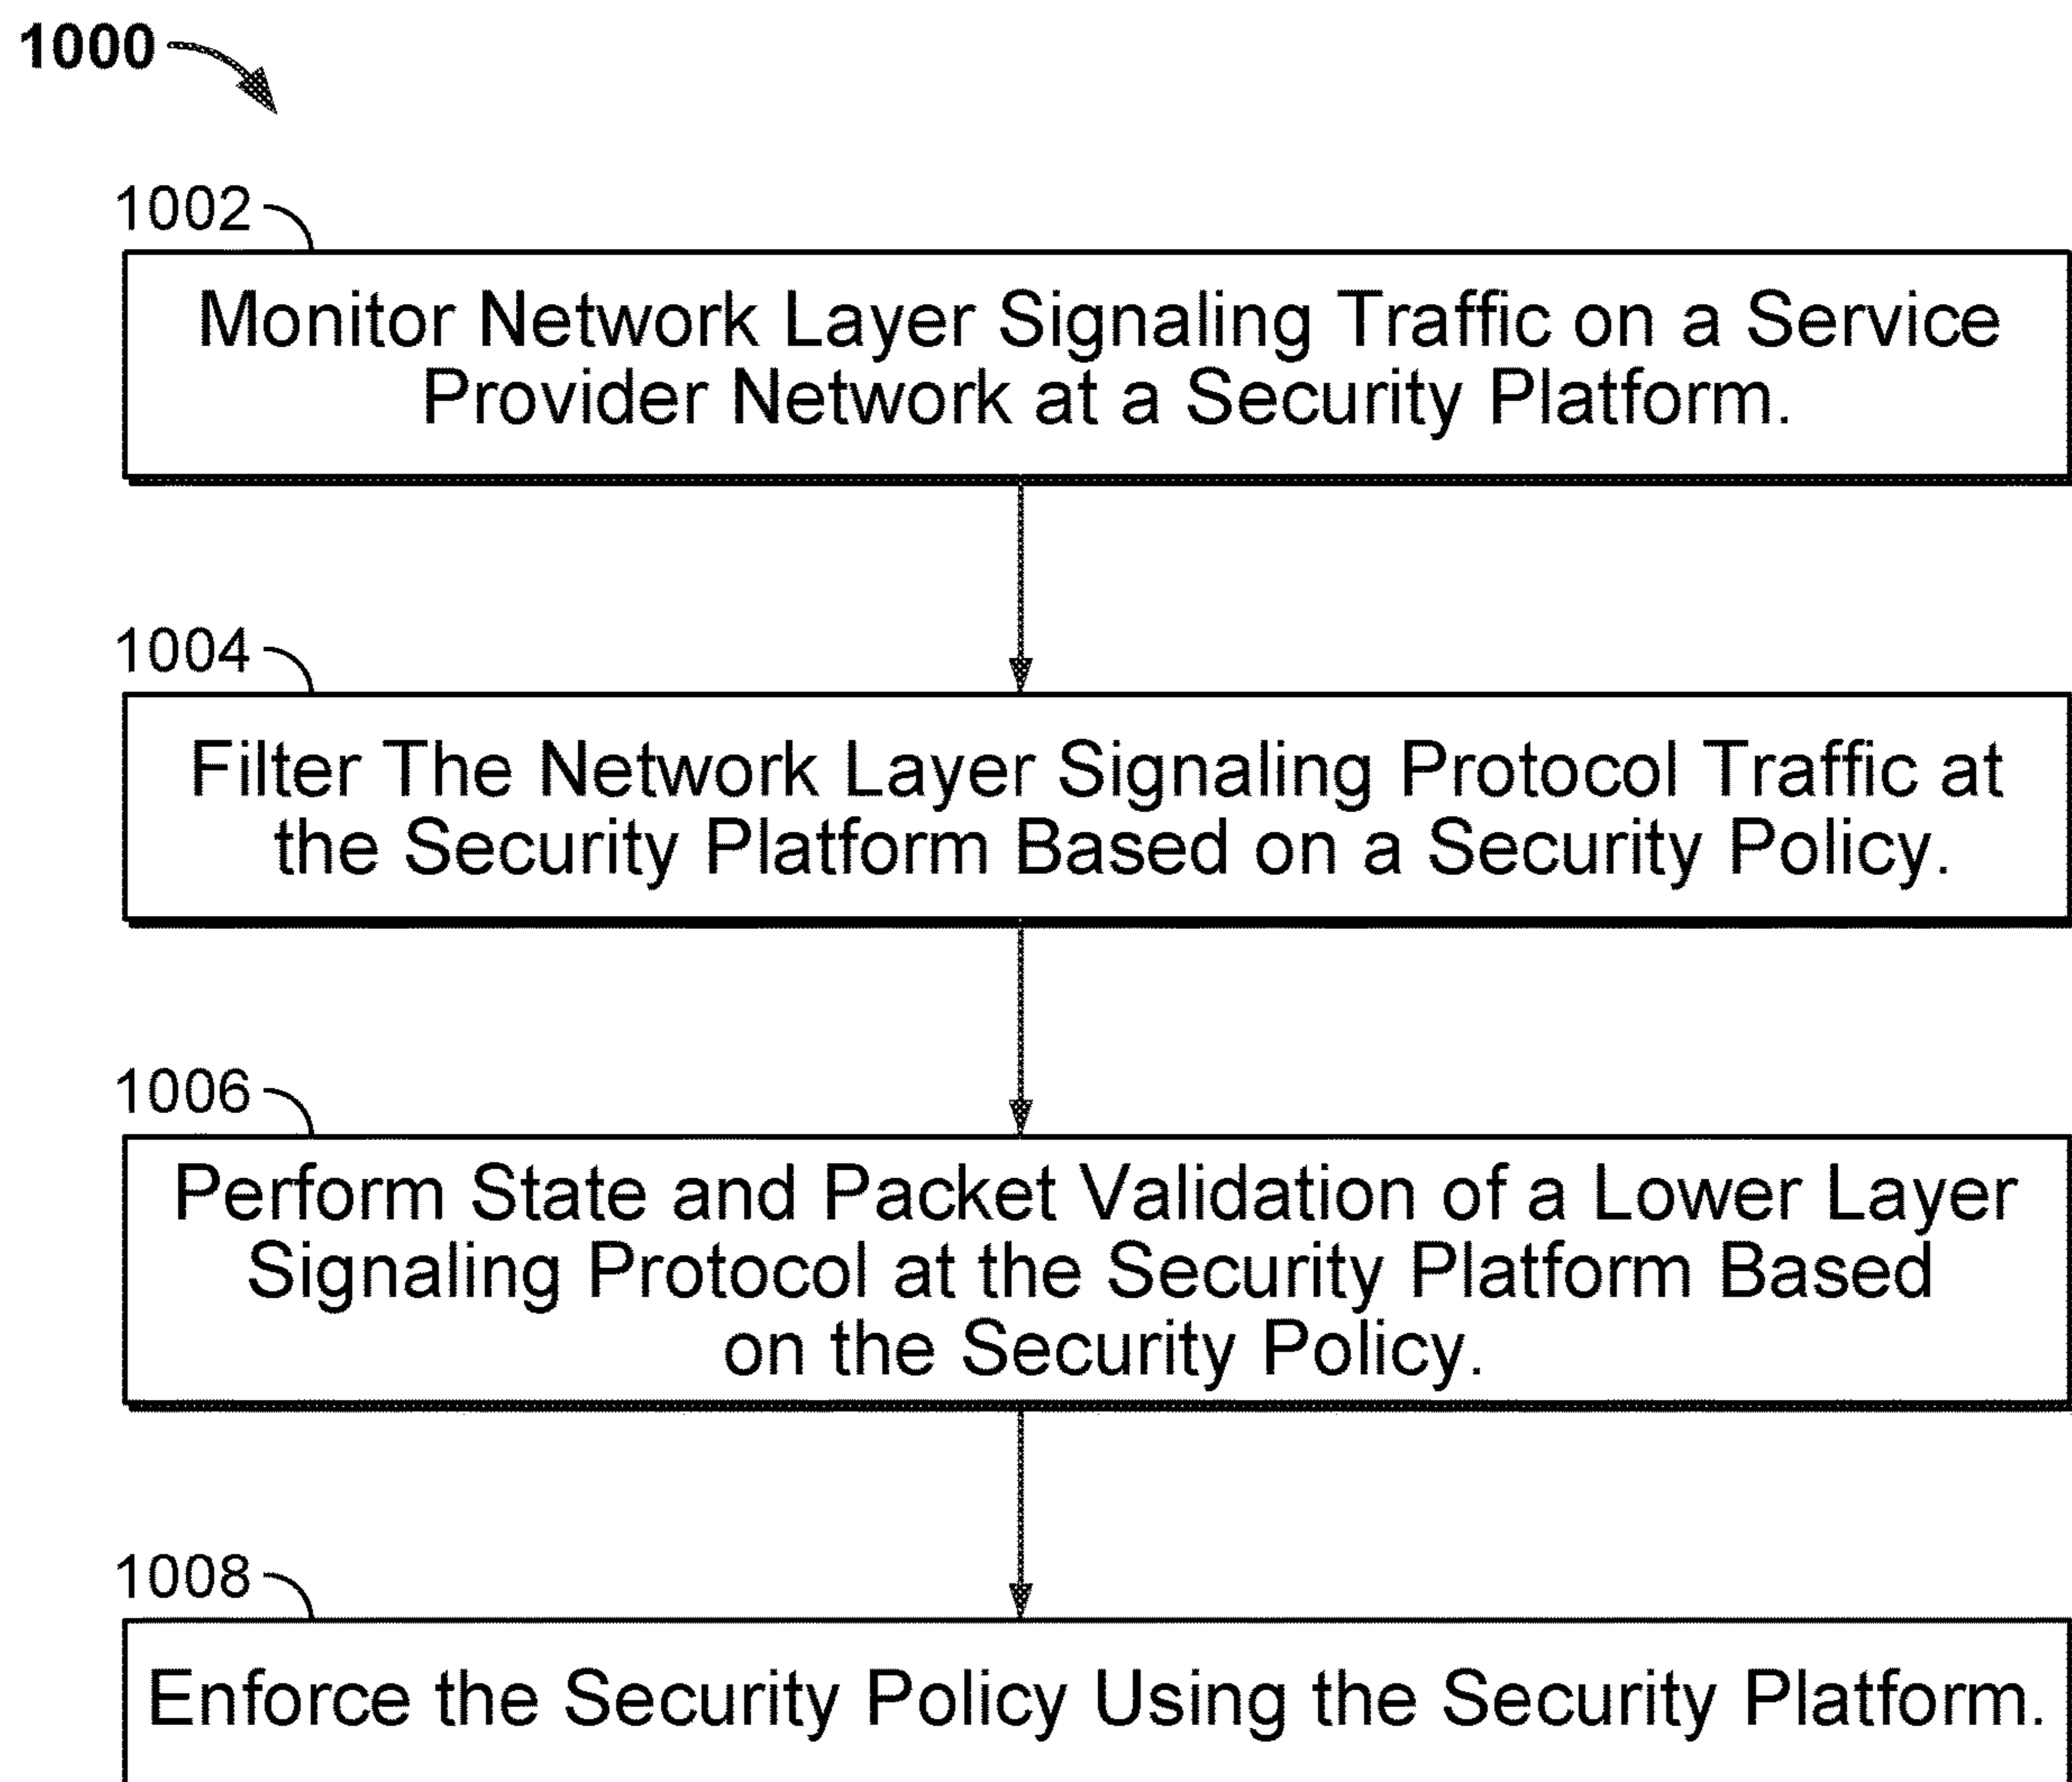 1000
1002
Monitor Network Layer Signaling Traffic on a Service
Provider Network at a Security Platform.
1004
Filter The Network Layer Signaling Protocol Traffic at
the Security Platform Based on a Security Policy.
1006
Perform State and Packet Validation of a Lower Layer
Signaling Protocol at the Security Platform Based
on the Security Policy.
1008
Enforce the Security Policy Using the Security Platform.